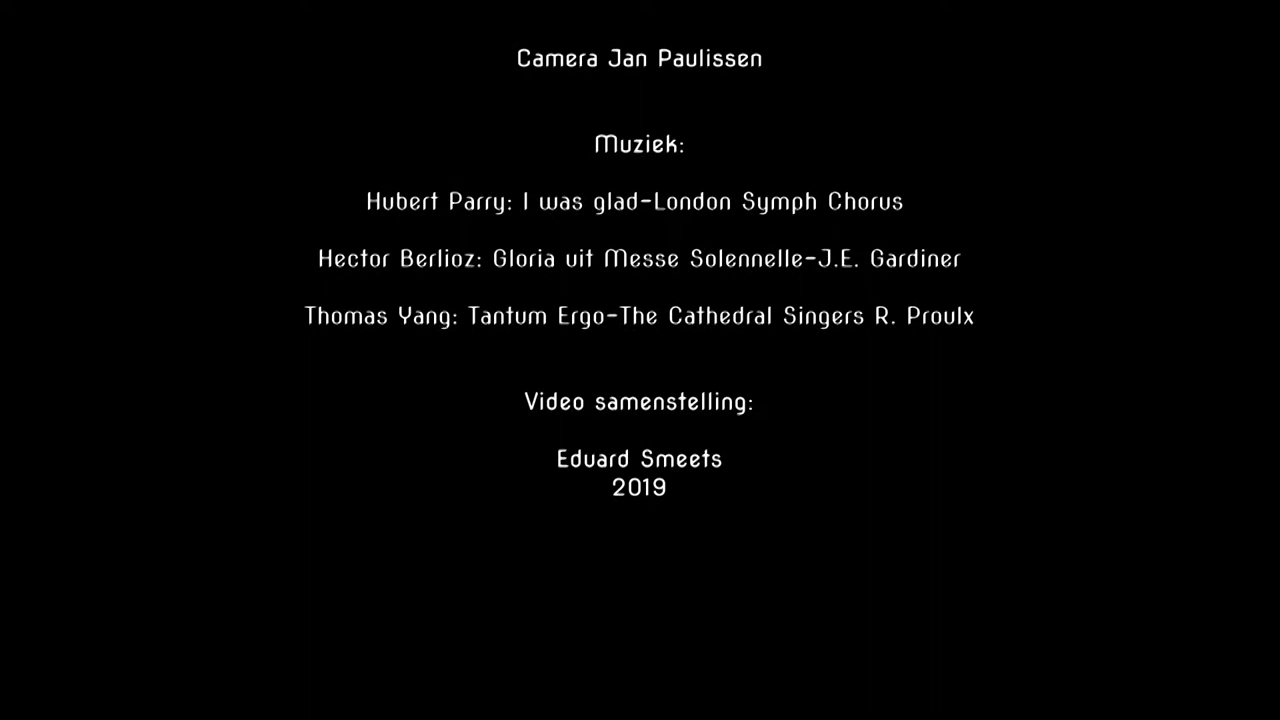 Camera Jan Paulissen
Muziek:
Hubert Parry: I was glad-London Symph Chorus
Hector Berlioz: Gloria uit Messe Solennelle-J.E. Gardiner
Thomas Yang: Tantum Ergo-The Cathedral Singers R. Proulx
Video samenstelling:
Eduard Smeets
2019